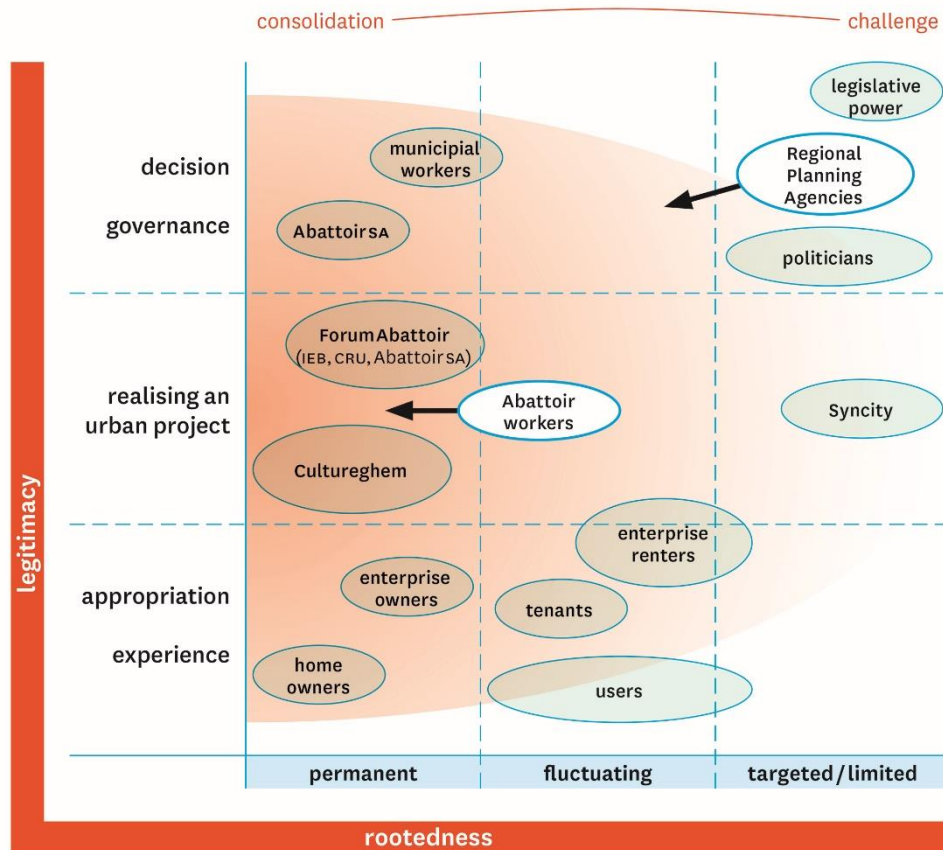 consolidation
challenge
legitimacy
decision
governance
realising an
urban project
appropriation
experience
legislative
power
municipial
workers
Regional
Planning
Agencies
Abattoir SA
politicians
Forum Abattoir
(IEB, CRU, Abattoir SA)
Abattoir
workers
Syncity
Cultureghem
enterprise
renters
enterprise
owners
tenants
home
owners
users
permanent
fluctuating
targeted/limited
rootedness